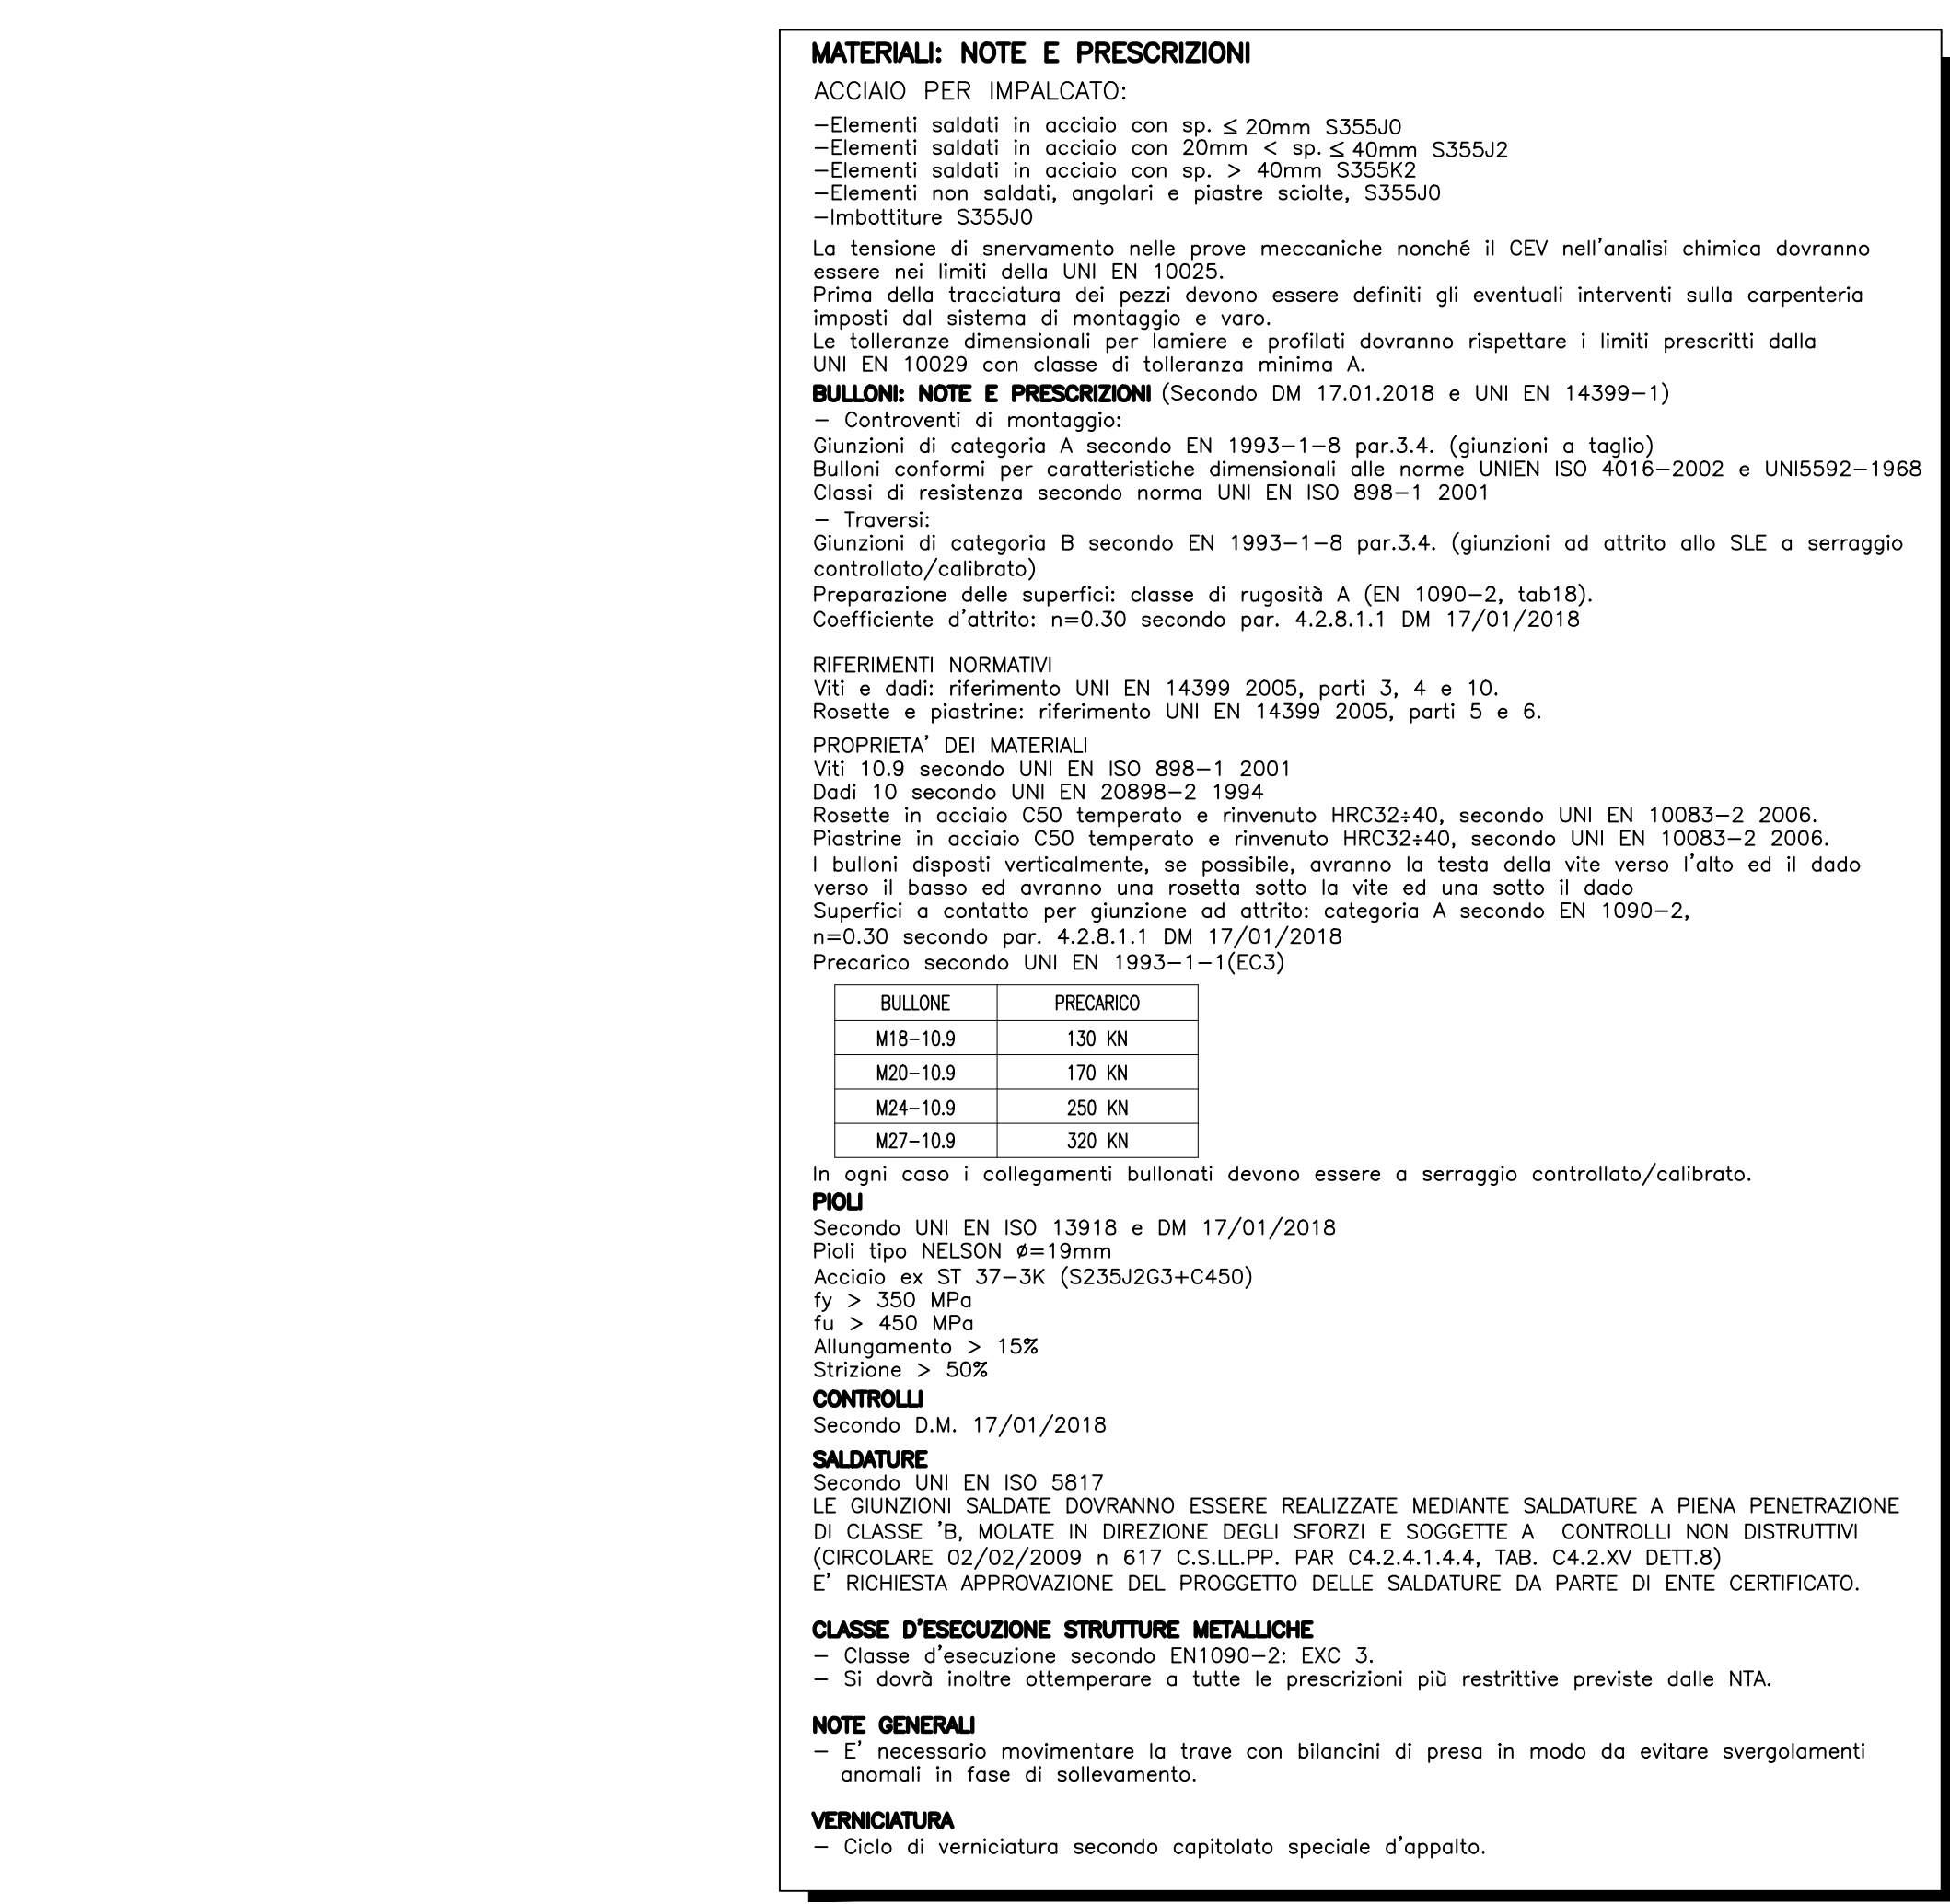 MATERIALI: NOTE E PRESCRIZIONI
ACCIAIO PER IMPALCATO:
-Elementi saldati in acciaio con sp. ≤ 20mm S355J0
-Elementi saldati in acciaio con 20mm < sp. ≤ 40mm S355J2
-Elementi saldati in acciaio con sp. > 40mm S355K2
-Elementi non saldati, angolari e piastre sciolte, S355J0
-Imbottiture S355J0
La tensione di snervamento nelle prove meccaniche nonché il CEV nell'analisi chimica dovranno
essere nei limiti della UNI EN 10025.
Prima della tracciatura dei pezzi devono essere definiti gli eventuali interventi sulla carpenteria
imposti dal sistema di montaggio e varo.
Le tolleranze dimensionali per lamiere e profilati dovranno rispettare i limiti prescritti dalla
UNI EN 10029 con classe di tolleranza minima A.
BULLONI: NOTE E PRESCRIZIONI (Secondo DM 17.01.2018 e UNI EN 14399-1)
- Controventi di montaggio:
Giunzioni di categoria A secondo EN 1993-1-8 par.3.4. (giunzioni a taglio)
Bulloni conformi per caratteristiche dimensionali alle norme UNIEN ISO 4016-2002 e UNI5592-1968
Classi di resistenza secondo norma UNI EN ISO 898-1 2001
- Traversi:
Giunzioni di categoria B secondo EN 1993-1-8 par.3.4. (giunzioni ad attrito allo SLE a serraggio
controllato/calibrato)
Preparazione delle superfici: classe di rugosità A (EN 1090-2, tab18).
Coefficiente d'attrito: n=0.30 secondo par. 4.2.8.1.1 DM 17/01/2018
RIFERIMENTI NORMATIVI
Viti e dadi: riferimento UNI EN 14399 2005, parti 3, 4 e 10.
Rosette e piastrine: riferimento UNI EN 14399 2005, parti 5 e 6.
PROPRIETA' DEI MATERIALI
Viti 10.9 secondo UNI EN ISO 898-1 2001
Dadi 10 secondo UNI EN 20898-2 1994
Rosette in acciaio C50 temperato e rinvenuto HRC32÷40, secondo UNI EN 10083-2 2006.
Piastrine in acciaio C50 temperato e rinvenuto HRC32÷40, secondo UNI EN 10083-2 2006.
I bulloni disposti verticalmente, se possibile, avranno la testa della vite verso l'alto ed il dado
verso il basso ed avranno una rosetta sotto la vite ed una sotto il dado
Superfici a contatto per giunzione ad attrito: categoria A secondo EN 1090-2,
n=0.30 secondo par. 4.2.8.1.1 DM 17/01/2018
Precarico secondo UNI EN 1993-1-1(EC3)
BULLONE PRECARICO
M18-10.9 130 KN
M20-10.9 170 KN
M24-10.9 250 KN
M27-10.9 320 KN
In ogni caso i collegamenti bullonati devono essere a serraggio controllato/calibrato.
PIOLI
Secondo UNI EN ISO 13918 e DM 17/01/2018
Pioli tipo NELSON ø=19mm
Acciaio ex ST 37-3K (S235J2G3+C450)
fy > 350 MPa
fu > 450 MPa
Allungamento > 15%
Strizione > 50%
CONTROLLI
Secondo D.M. 17/01/2018
SALDATURE
Secondo UNI EN ISO 5817
LE GIUNZIONI SALDATE DOVRANNO ESSERE REALIZZATE MEDIANTE SALDATURE A PIENA PENETRAZIONE
DI CLASSE 'B, MOLATE IN DIREZIONE DEGLI SFORZI E SOGGETTE A CONTROLLI NON DISTRUTTIVI
(CIRCOLARE 02/02/2009 n 617 C.S.LL.PP. PAR C4.2.4.1.4.4, TAB. C4.2.XV DETT.8)
E' RICHIESTA APPROVAZIONE DEL PROGGETTO DELLE SALDATURE DA PARTE DI ENTE CERTIFICATO.
CLASSE D'ESECUZIONE STRUTTURE METALLICHE
- Classe d'esecuzione secondo EN1090-2: EXC 3.
- Si dovrà inoltre ottemperare a tutte le prescrizioni più restrittive previste dalle NTA.
NOTE GENERALI
- E' necessario movimentare la trave con bilancini di presa in modo da evitare svergolamenti
anomali in fase di sollevamento.
VERNICIATURA
- Ciclo di verniciatura secondo capitolato speciale d'appalto.